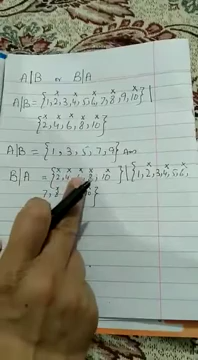 A|B or B|A
A|B = {1,2,3,4,5,6,7,8,9,10} |
{2,4,6,8,10}
A|B = {1,3,5,7,9} Ans
B|A = {2,4, 8,10 } | {1,2,3,4,5,6,
7,8